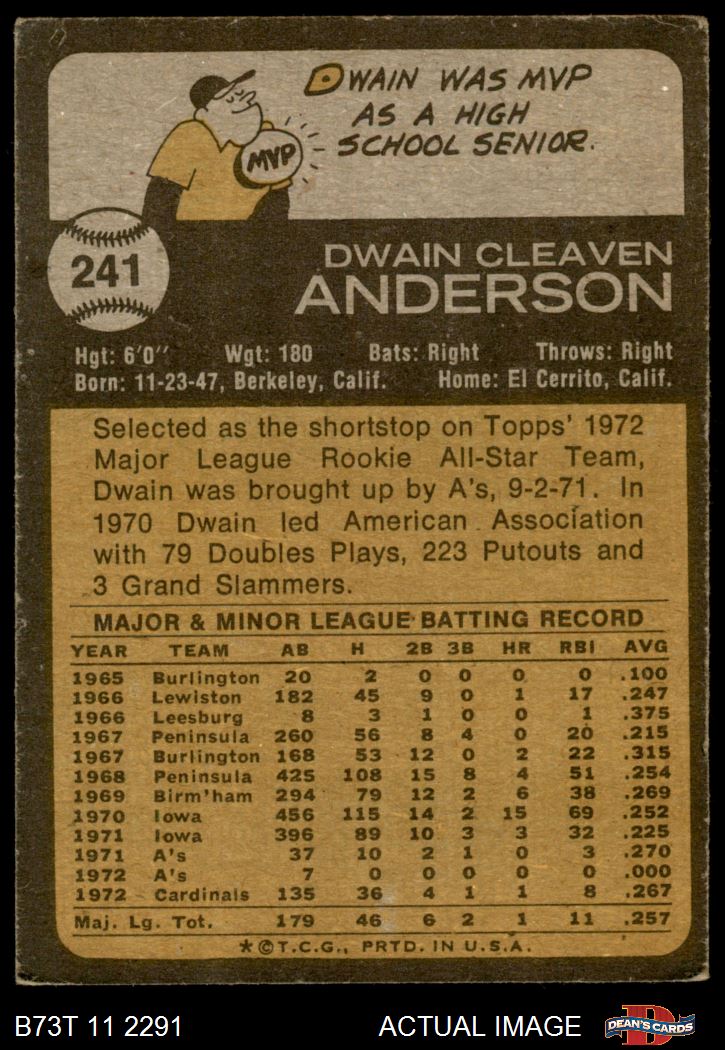 DWAIN WAS MVP
AS A HIGH
SCHOOL SENIOR.
MVP
241
DWAIN CLEAVEN
ANDERSON
Hgt: 6'0" Wgt: 180 Bats: Right Throws: Right
Born: 11-23-47, Berkeley, Calif. Home: El Cerrito, Calif.
Selected as the shortstop on Topps' 1972
Major League Rookie All-Star Team,
Dwain was brought up by A's, 9-2-71. In
1970 Dwain led American Association
with 79 Doubles Plays, 223 Putouts and
3 Grand Slammers.
MAJOR & MINOR LEAGUE BATTING RECORD
YEAR TEAM AB H 2B 3B HR RBI AVG
1965 Burlington 20 2 0 0 0 0 .100
1966 Lewiston 182 45 9 0 1 17 .247
1966 Leesburg 8 3 1 0 0 1 .375
1967 Peninsula 260 56 8 4 0 20 .215
1967 Burlington 168 53 12 0 2 22 .315
1968 Peninsula 425 108 15 8 4 51 .254
1969 Birm'ham 294 79 12 2 6 38 .269
1970 Iowa 456 115 14 2 15 69 .252
1971 Iowa 396 89 10 3 3 32 .225
1971 A's 37 10 2 1 0 3 .270
1972 A's 7 0 0 0 0 0 .000
1972 Cardinals 135 36 4 1 1 8 .267
Maj. Lg. Tot. 179 46 6 2 1 11 .257
*©T.C.G., PRTD. IN U.S.A.
B73T 11 2291 ACTUAL IMAGE
DEAN'S CARDS